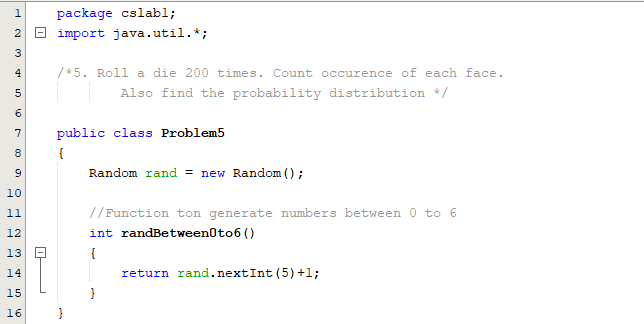 1 package cslab1;
2 import java.util.*;
3
4 /*5. Roll a die 200 times. Count occurence of each face.
5 Also find the probability distribution */
6
7 public class Problem5
8 {
9 Random rand = new Random();
10
11 //Function ton generate numbers between 0 to 6
12 int randBetween0to6()
13 {
14 return rand.nextInt(5)+1;
15 }
16 }